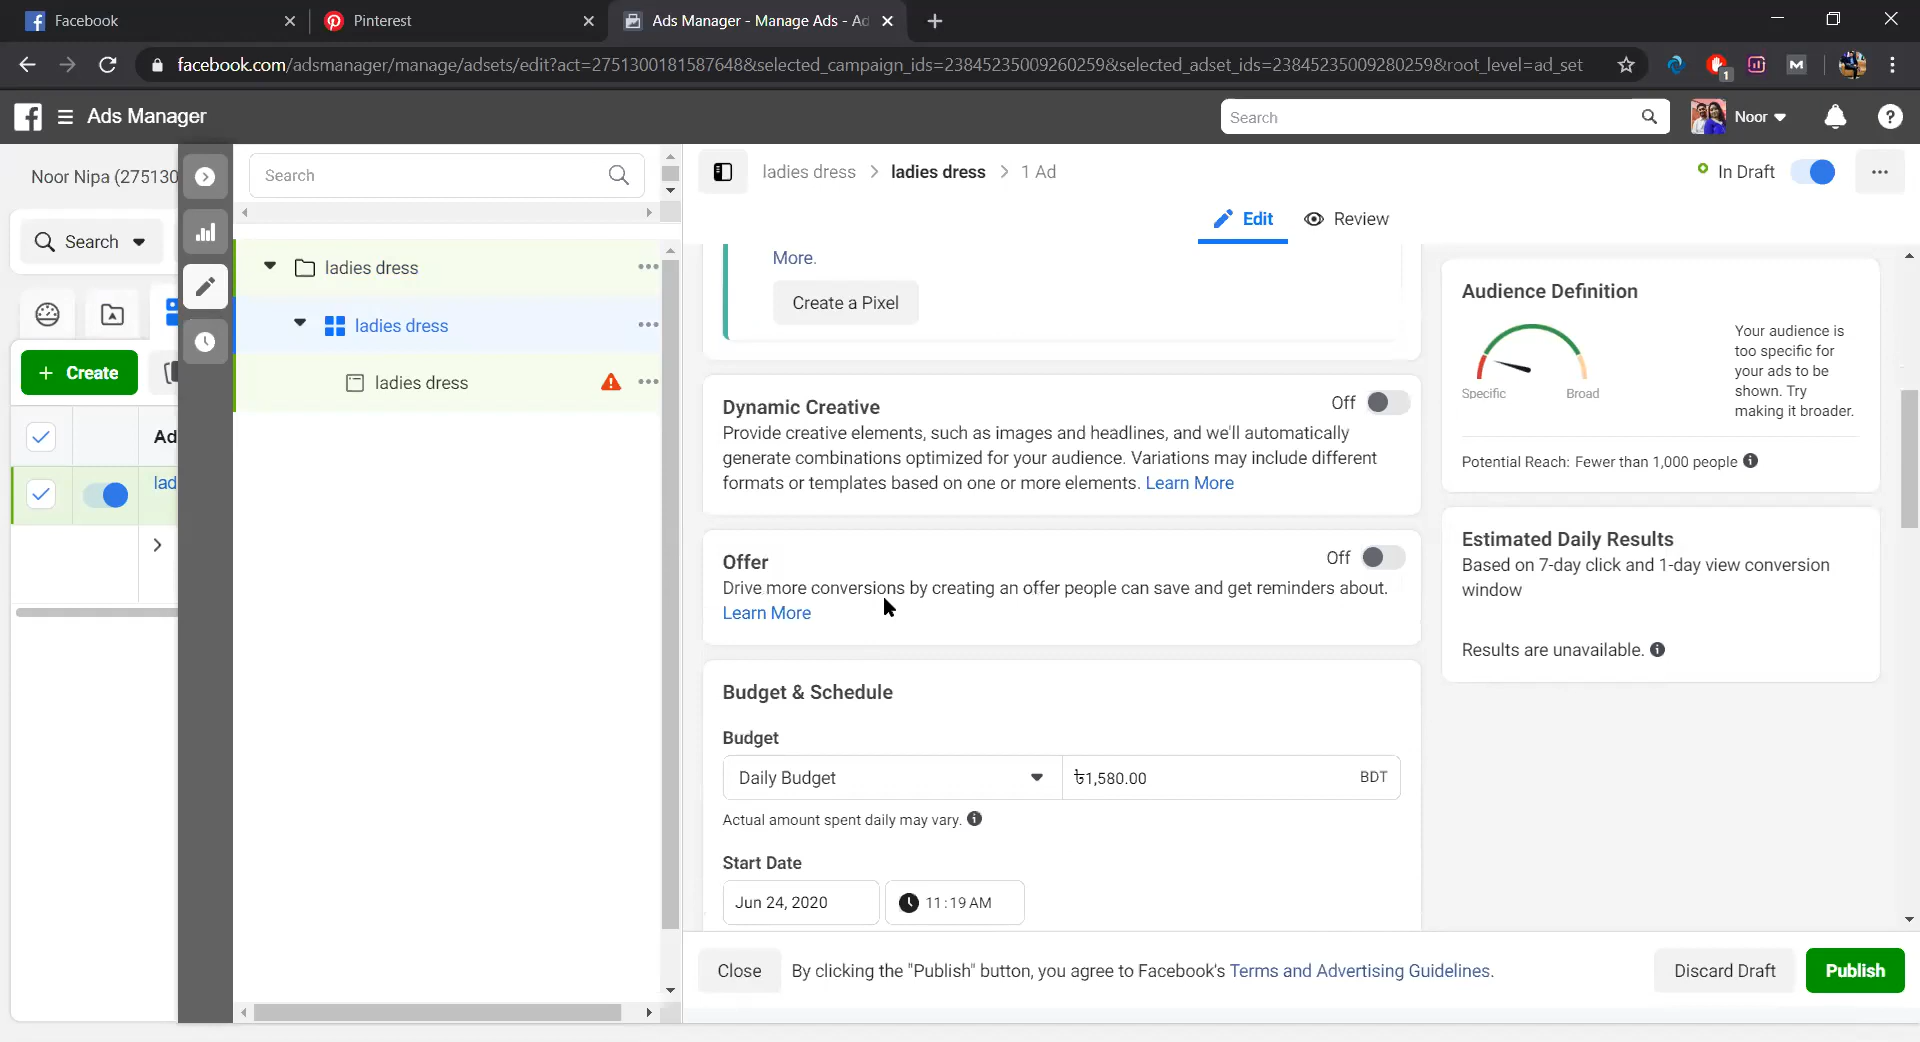 Facebook
Pinterest
Ads Manager - Manage Ads - Ad
facebook.com/adsmanager/manage/adsets/edit?act=2751300181587648&selected_campaign_ids=23845235009260259&selected_adset_ids=23845235009280259&root_level=ad_set
1
Ads Manager
Search
Noor
Noor Nipa (275130
Search
ladies dress > ladies dress > 1 Ad
In Draft
Search
Edit
Review
ladies dress
ladies dress
ladies dress
Create
Ad
lad
More.
Create a Pixel
Dynamic Creative
Off
Provide creative elements, such as images and headlines, and we'll automatically
generate combinations optimized for your audience. Variations may include different
formats or templates based on one or more elements. Learn More
Offer
Off
Drive more conversions by creating an offer people can save and get reminders about.
Learn More
Budget & Schedule
Budget
Daily Budget
৳1,580.00
BDT
Actual amount spent daily may vary.
Start Date
Jun 24, 2020
11:19 AM
Audience Definition
Specific
Broad
Your audience is
too specific for
your ads to be
shown. Try
making it broader.
Potential Reach: Fewer than 1,000 people
Estimated Daily Results
Based on 7-day click and 1-day view conversion
window
Results are unavailable.
Close
By clicking the "Publish" button, you agree to Facebook's Terms and Advertising Guidelines.
Discard Draft
Publish